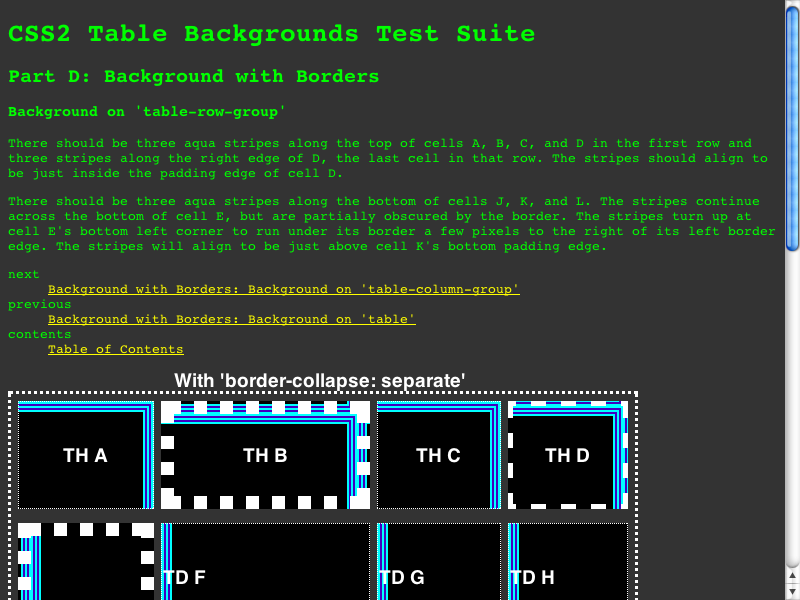 CSS2 Table Backgrounds Test Suite
Part D: Background with Borders
Background on 'table-row-group'
There should be three aqua stripes along the top of cells A, B, C, and D in the first row and
three stripes along the right edge of D, the last cell in that row. The stripes should align to
be just inside the padding edge of cell D.
There should be three aqua stripes along the bottom of cells J, K, and L. The stripes continue
across the bottom of cell E, but are partially obscured by the border. The stripes turn up at
cell E's bottom left corner to run under its border a few pixels to the right of its left border
edge. The stripes will align to be just above cell K's bottom padding edge.
next
Background with Borders: Background on 'table-column-group'
previous
Background with Borders: Background on 'table'
contents
Table of Contents
With 'border-collapse: separate'
TH A TH B TH C TH D
TD F TD G TD H